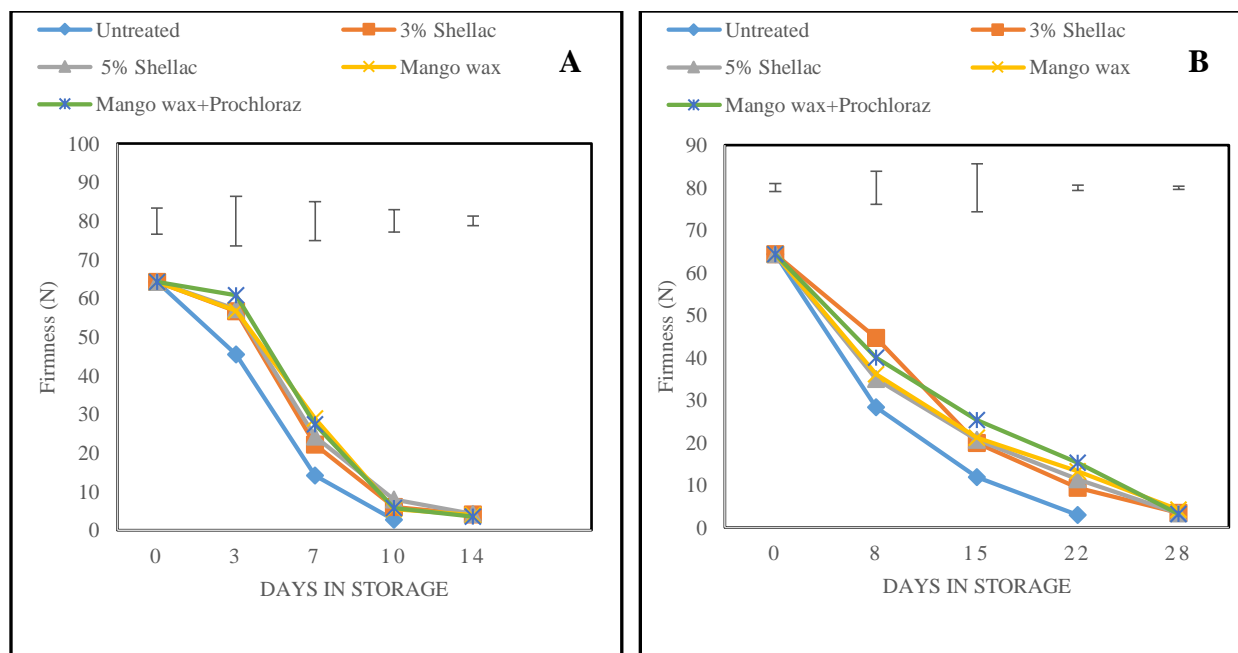 Untreated
3% Shellac
5% Shellac
Mango wax
A
Mango wax+Prochloraz
100
90
80
70
60
50
40
30
20
10
0
Firmness (N)
0 3 7 10 14
DAYS IN STORAGE
Untreated
3% Shellac
5% Shellac
Mango wax
B
Mango wax+Prochloraz
90
80
70
60
50
40
30
20
10
0
Firmness (N)
0 8 15 22 28
DAYS IN STORAGE